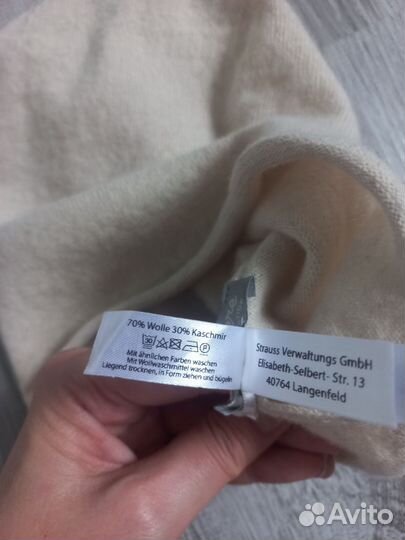 70% Wolle 30% Kaschmir
30 P
Mit ähnlichen Farben waschen
Mit Wollwaschmittel waschen
Liegend trocknen, in Form ziehen und bügeln
Strauss Verwaltungs GmbH
Elisabeth-Selbert- Str. 13
40764 Langenfeld
Avito